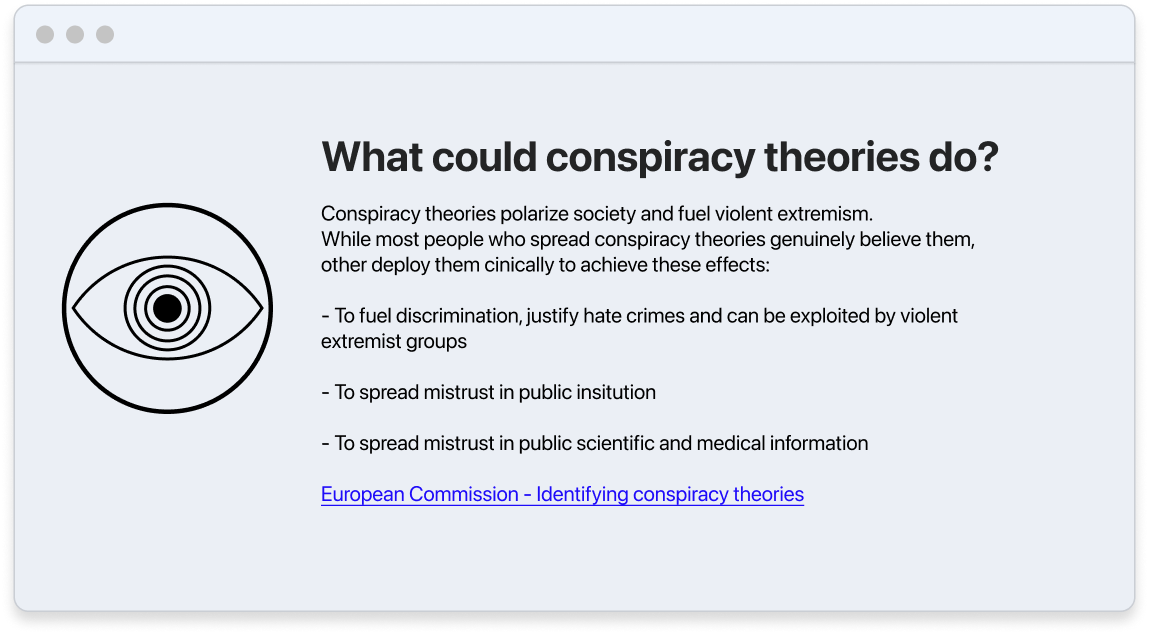 What could conspiracy theories do?
Conspiracy theories polarize society and fuel violent extremism.
While most people who spread conspiracy theories genuinely believe them,
other deploy them cinically to achieve these effects:
- To fuel discrimination, justify hate crimes and can be exploited by violent
extremist groups
- To spread mistrust in public insitution
- To spread mistrust in public scientific and medical information
European Commission - Identifying conspiracy theories